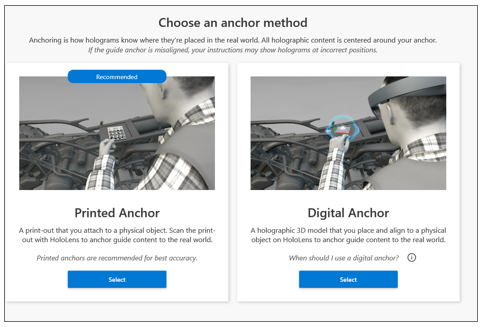 Choose an anchor method
Anchoring is how holograms know where they're placed in the real world. All holographic content is centered around your anchor.
If the guide anchor is misaligned, your instructions may show holograms at incorrect positions.
Recommended
Printed Anchor
A print-out that you attach to a physical object. Scan the print-
out with HoloLens to anchor guide content to the real world.
Printed anchors are recommended for best accuracy.
Select
Digital Anchor
A holographic 3D model that you place and align to a physical
object on HoloLens to anchor guide content to the real world.
When should I use a digital anchor?
Select